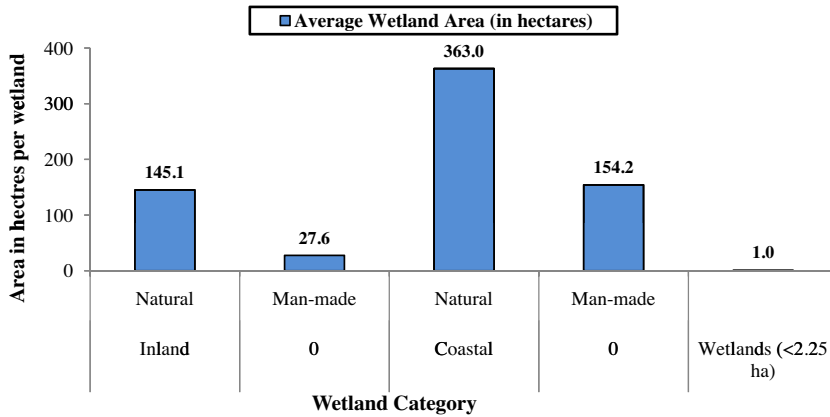 Average Wetland Area (in hectares)
Area in hectres per wetland
400
300
200
100
0
145.1
27.6
363.0
154.2
1.0
Natural Man-made Natural Man-made
Inland 0 Coastal 0 Wetlands (<2.25
ha)
Wetland Category